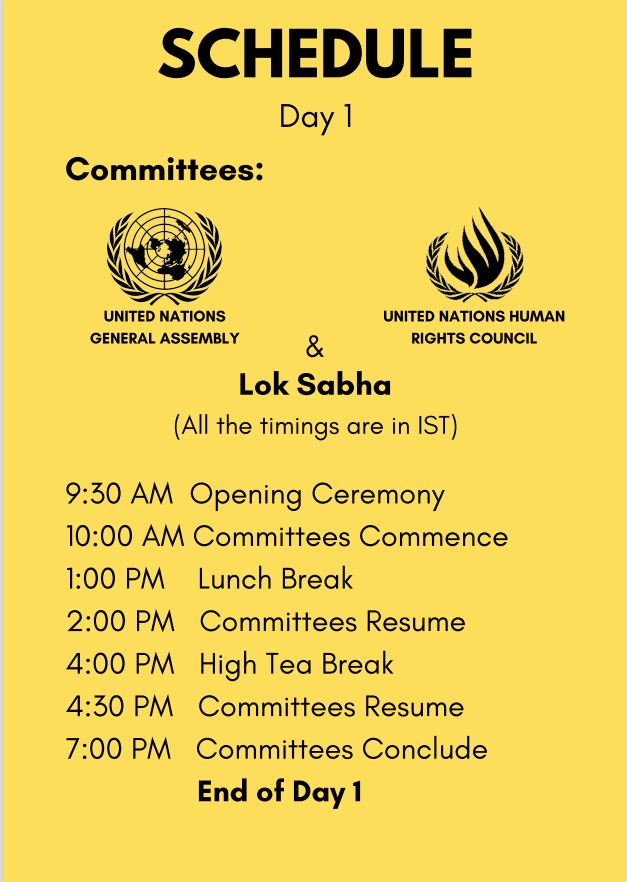 SCHEDULE
Day 1
Committees:
UNITED NATIONS
GENERAL ASSEMBLY
UNITED NATIONS HUMAN
RIGHTS COUNCIL
&
Lok Sabha
(All the timings are in IST)
9:30 AM Opening Ceremony
10:00 AM Committees Commence
1:00 PM Lunch Break
2:00 PM Committees Resume
4:00 PM High Tea Break
4:30 PM Committees Resume
7:00 PM Committees Conclude
End of Day 1